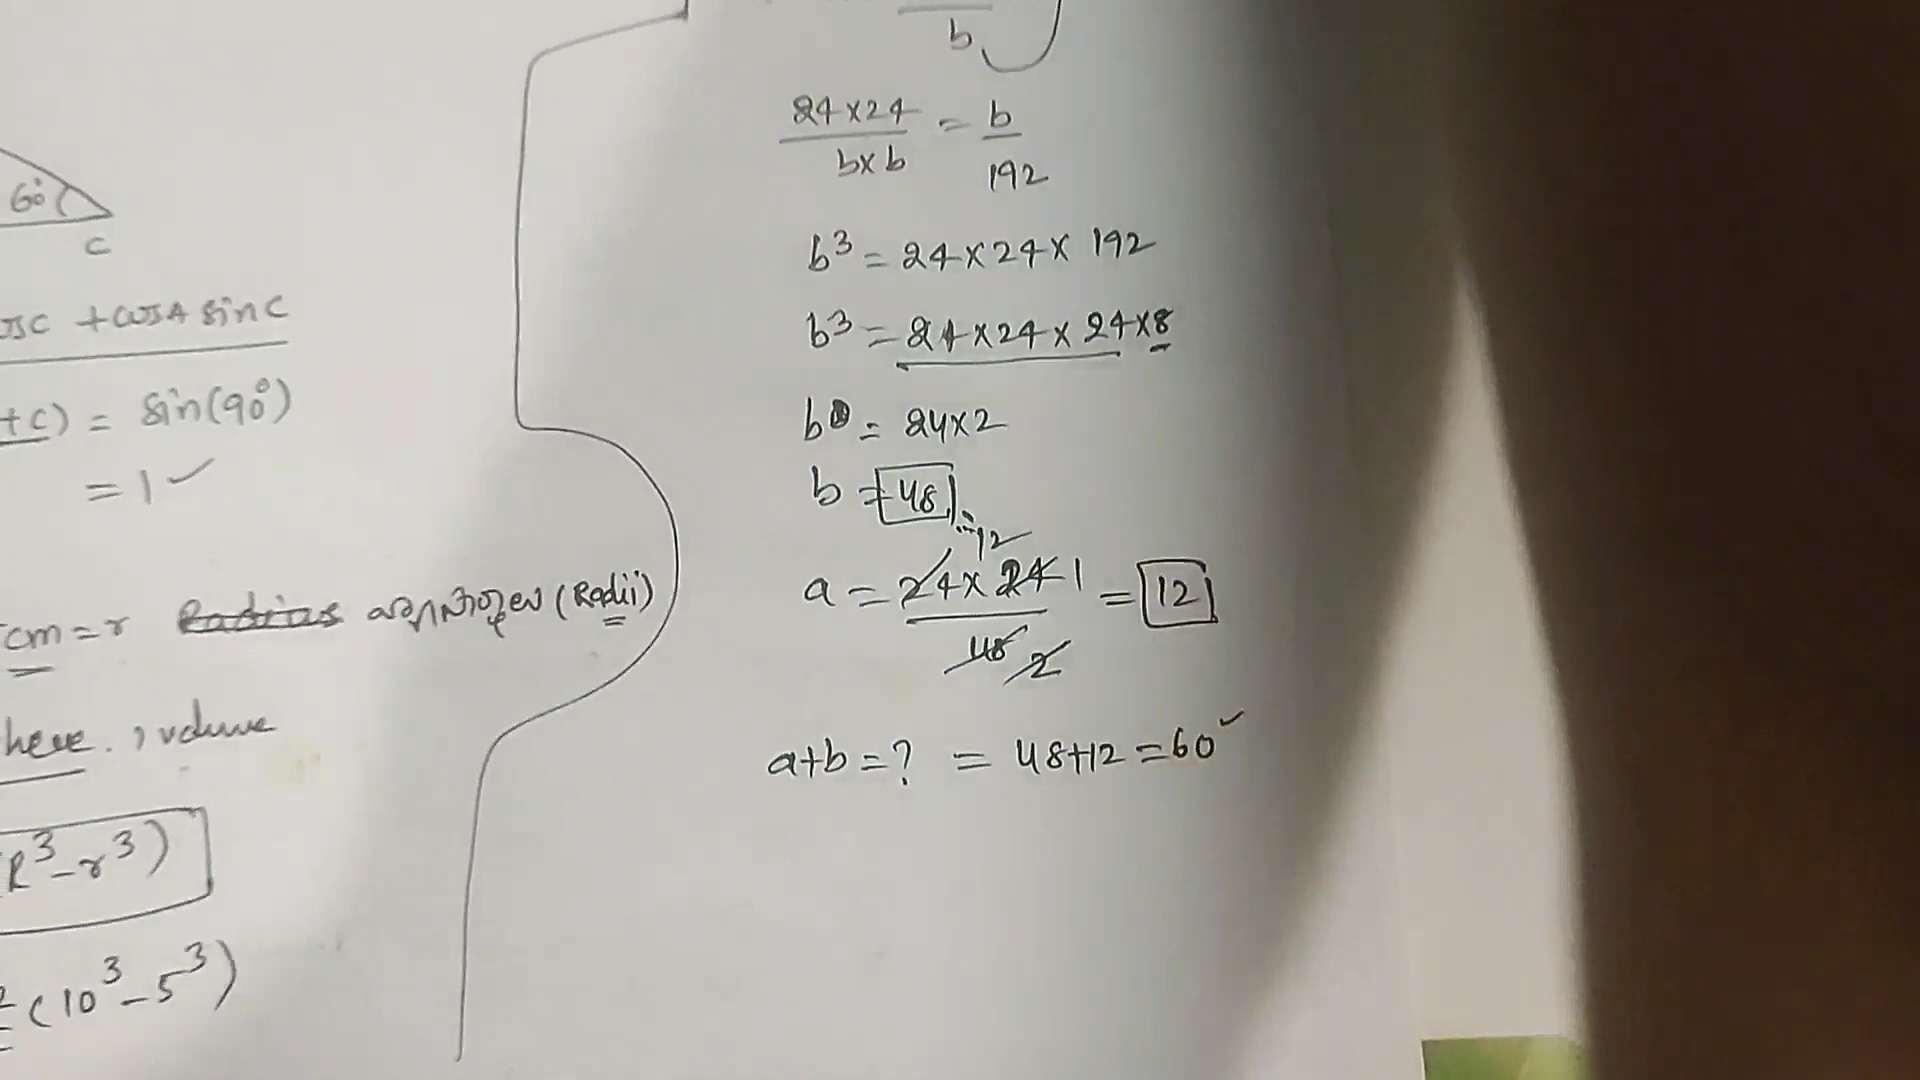 60°
C
cosC + cosA sinC
+C) = sin(90°)
= 1 ✓
cm = r (Radii)
here. ; volume
R³-r³)
(10³-5³)
b
24×24 / b×b = b / 192
b³ = 24×24× 192
b³ = 24×24×24×8
b = 24×2
b = 48
12
a = 24×24 1 / 48 2 = 12
a+b=? = 48+12=60 ✓